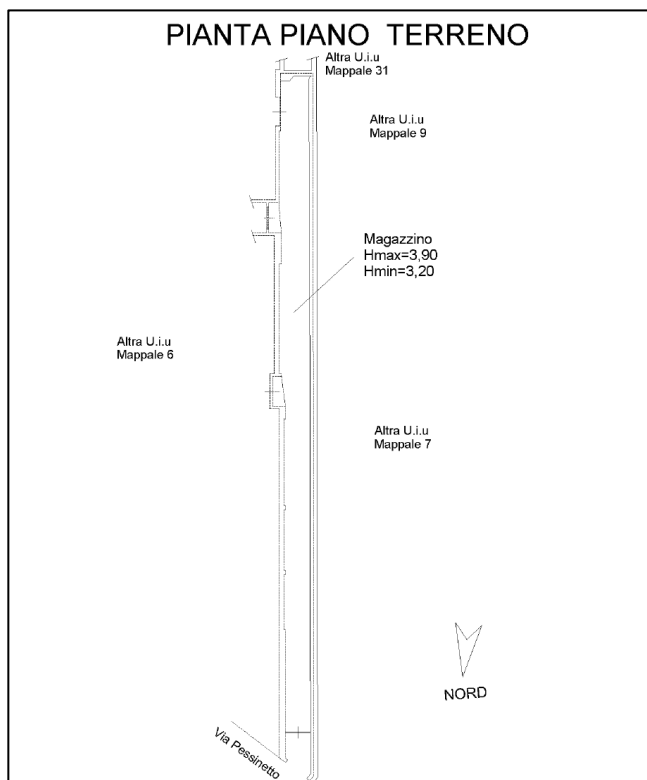 PIANTA PIANO TERRENO
Altra U.i.u
Mappale 31
Altra U.i.u
Mappale 9
Magazzino
Hmax=3,90
Hmin=3,20
Altra U.i.u
Mappale 6
Altra U.i.u
Mappale 7
NORD
Via Pessinetto